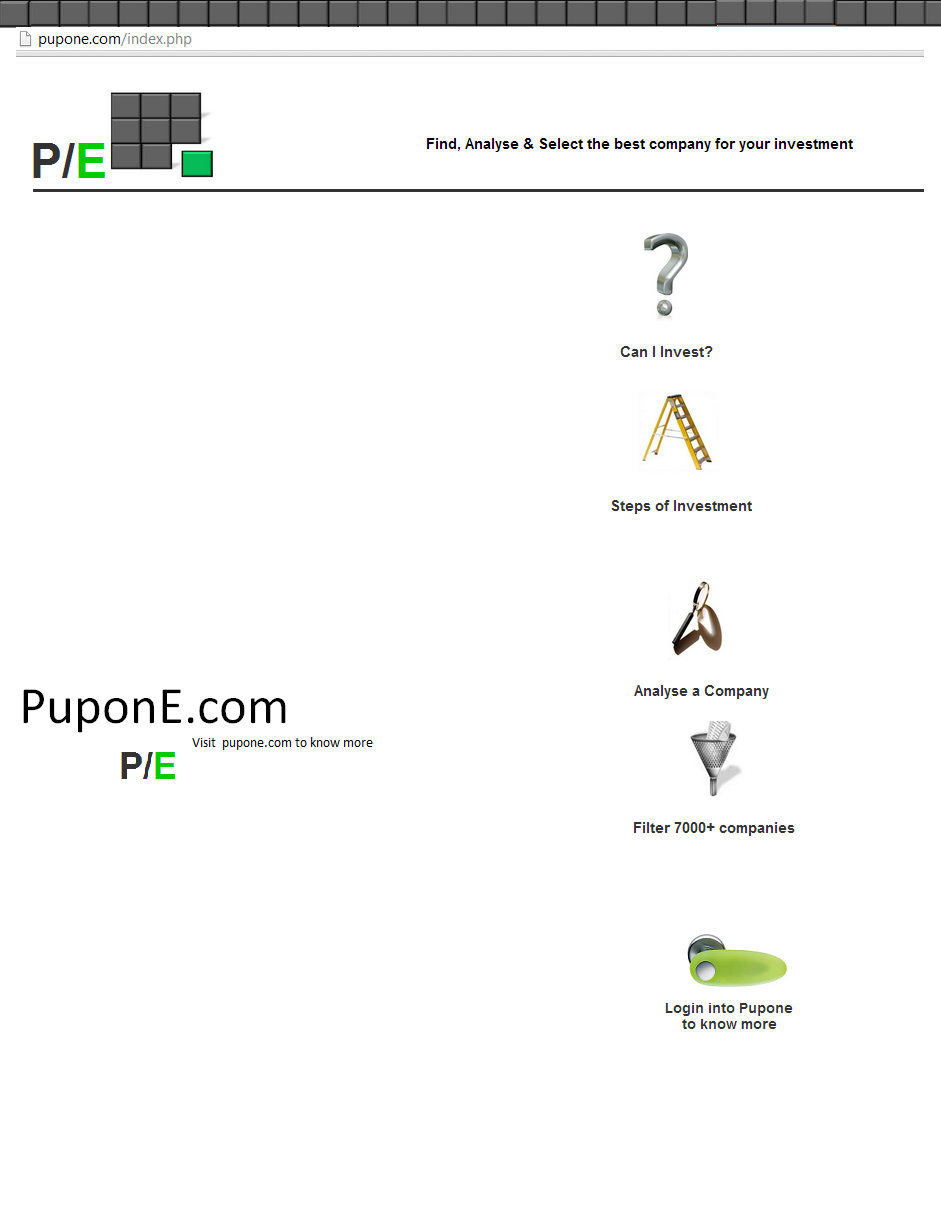 pupone.com/index.php
P/E
Find, Analyse & Select the best company for your investment
Can I Invest?
Steps of Investment
Analyse a Company
PuponE.com
Visit pupone.com to know more
P/E
Filter 7000+ companies
Login into Pupone
to know more